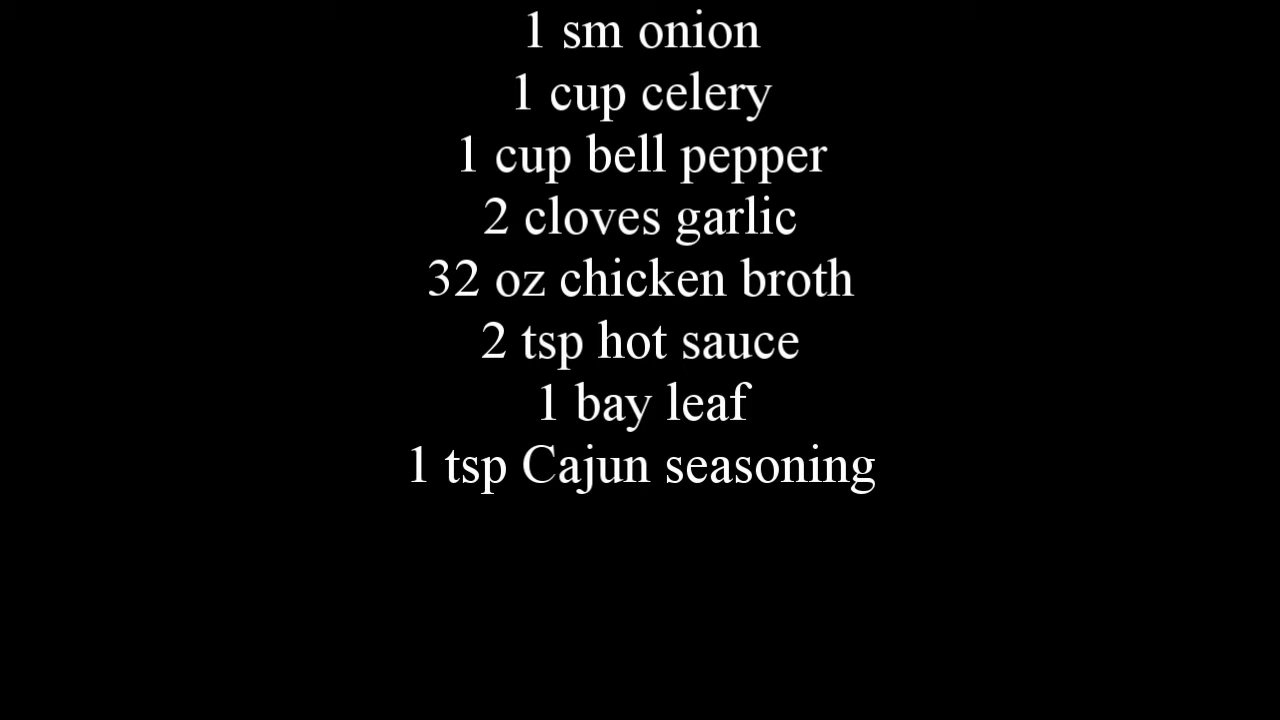 1 sm onion
1 cup celery
1 cup bell pepper
2 cloves garlic
32 oz chicken broth
2 tsp hot sauce
1 bay leaf
1 tsp Cajun seasoning